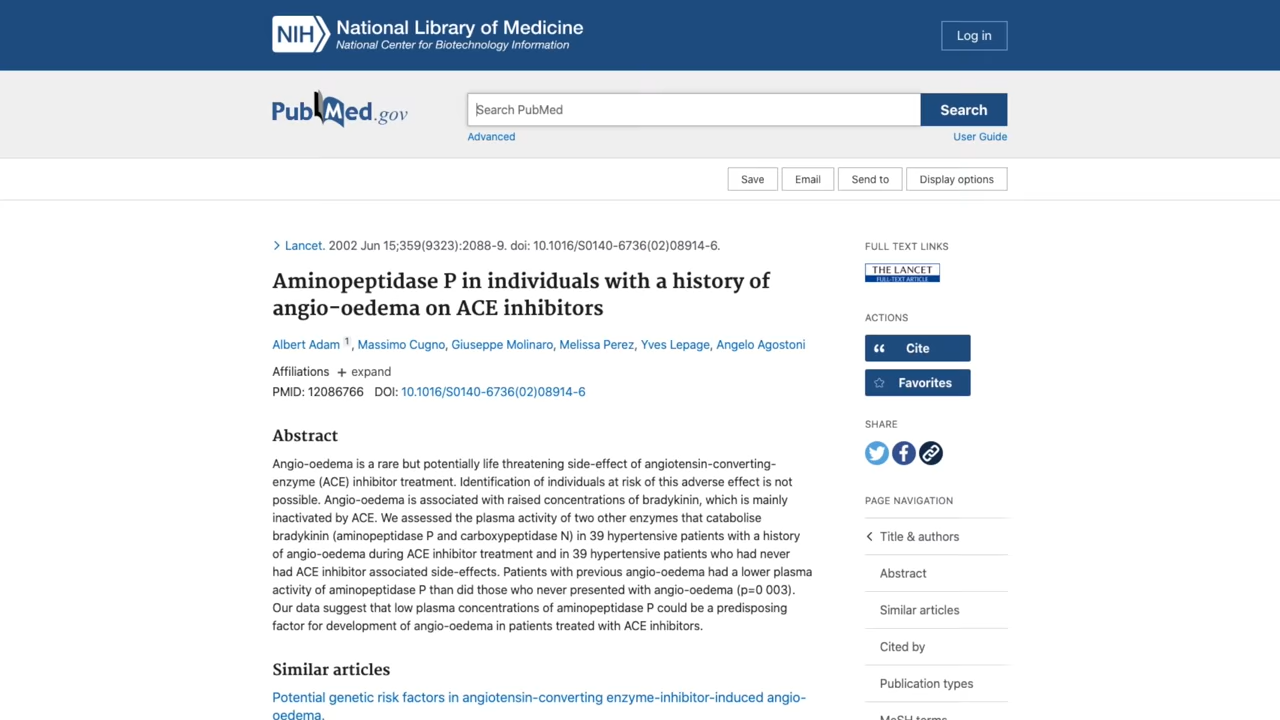 NIH National Library of Medicine
National Center for Biotechnology Information
Log in
PubMed.gov
Search PubMed
Search
Advanced
User Guide
Save
Email
Send to
Display options
Lancet. 2002 Jun 15;359(9323):2088-9. doi: 10.1016/S0140-6736(02)08914-6.
Aminopeptidase P in individuals with a history of
angio-oedema on ACE inhibitors
Albert Adam 1, Massimo Cugno, Giuseppe Molinaro, Melissa Perez, Yves Lepage, Angelo Agostoni
Affiliations + expand
PMID: 12086766 DOI: 10.1016/S0140-6736(02)08914-6
Abstract
Angio-oedema is a rare but potentially life threatening side-effect of angiotensin-converting-
enzyme (ACE) inhibitor treatment. Identification of individuals at risk of this adverse effect is not
possible. Angio-oedema is associated with raised concentrations of bradykinin, which is mainly
inactivated by ACE. We assessed the plasma activity of two other enzymes that catabolise
bradykinin (aminopeptidase P and carboxypeptidase N) in 39 hypertensive patients with a history
of angio-oedema during ACE inhibitor treatment and in 39 hypertensive patients who had never
had ACE inhibitor associated side-effects. Patients with previous angio-oedema had a lower plasma
activity of aminopeptidase P than did those who never presented with angio-oedema (p=0 003).
Our data suggest that low plasma concentrations of aminopeptidase P could be a predisposing
factor for development of angio-oedema in patients treated with ACE inhibitors.
Similar articles
Potential genetic risk factors in angiotensin-converting enzyme-inhibitor-induced angio-
oedema.
FULL TEXT LINKS
THE LANCET
FULL-TEXT ARTICLE
ACTIONS
Cite
Favorites
SHARE
PAGE NAVIGATION
Title & authors
Abstract
Similar articles
Cited by
Publication types
MeSH terms